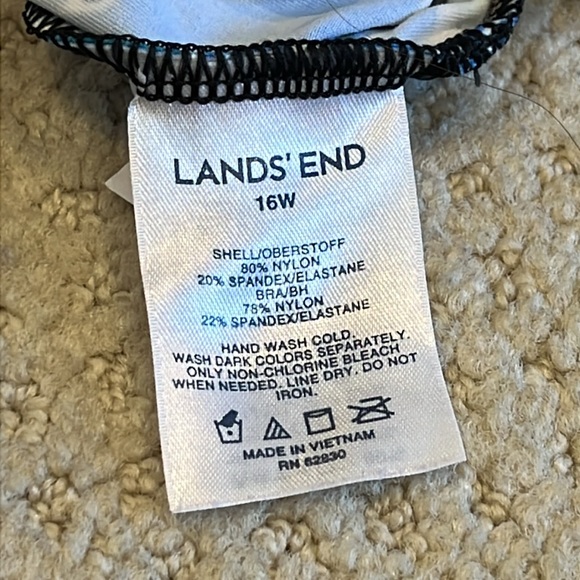 LANDS' END
16W
SHELL/OBERSTOFF
80% NYLON
20% SPANDEX/ELASTANE
BRA/BH
78% NYLON
22% SPANDEX/ELASTANE
HAND WASH COLD.
WASH DARK COLORS SEPARATELY.
ONLY NON-CHLORINE BLEACH
WHEN NEEDED. LINE DRY. DO NOT
IRON.
MADE IN VIETNAM
RN 62830